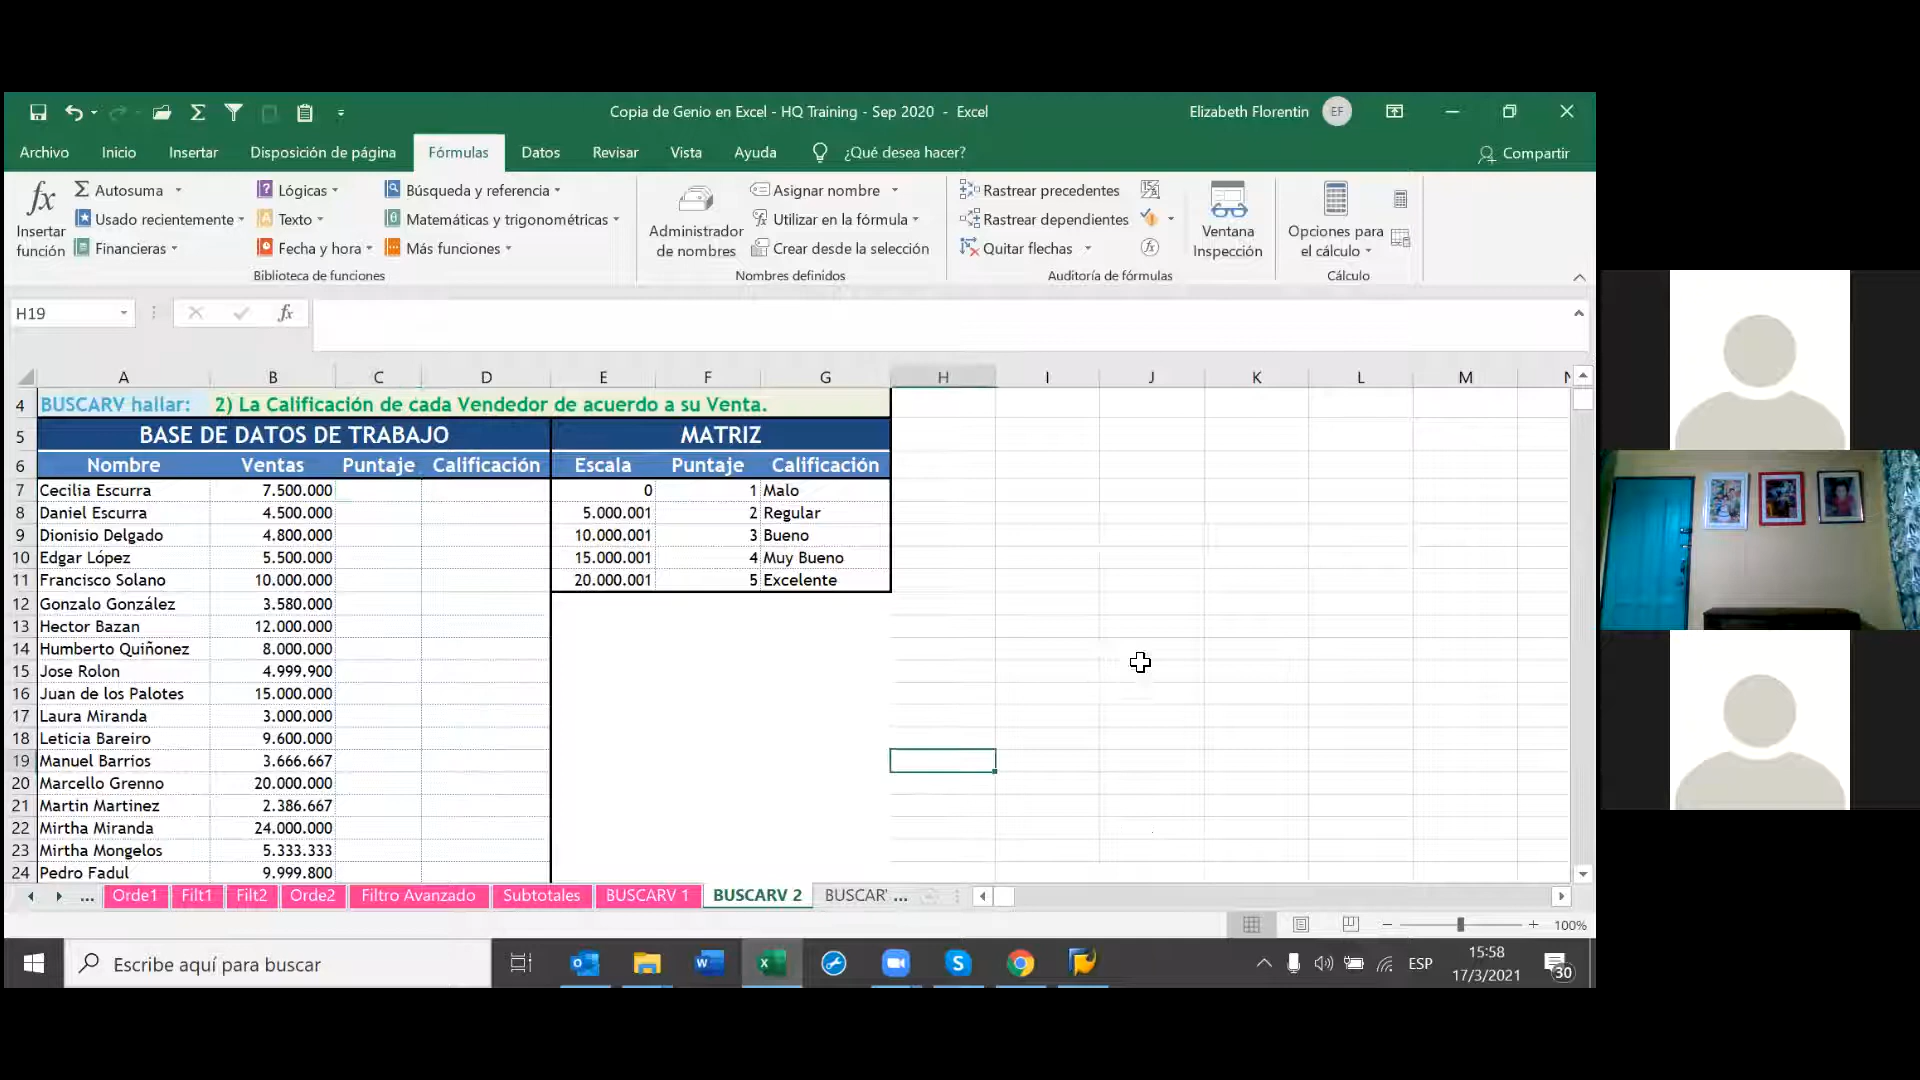 Copia de Genio en Excel - HQ Training - Sep 2020 - Excel
Elizabeth Florentin EF
Archivo Inicio Insertar Disposición de página Fórmulas Datos Revisar Vista Ayuda ¿Qué desea hacer? Compartir
fx Insertar función
Σ Autosuma
Usado recientemente
Financieras
Lógicas
Texto
Fecha y hora
Búsqueda y referencia
Matemáticas y trigonométricas
Más funciones
Biblioteca de funciones
Administrador de nombres
Asignar nombre
Utilizar en la fórmula
Crear desde la selección
Nombres definidos
Rastrear precedentes
Rastrear dependientes
Quitar flechas
Auditoría de fórmulas
Ventana Inspección
Opciones para el cálculo
Cálculo
H19 fx
A B C D E F G H I J K L M
4 BUSCARV hallar: 2) La Calificación de cada Vendedor de acuerdo a su Venta.
5 BASE DE DATOS DE TRABAJO MATRIZ
6 Nombre Ventas Puntaje Calificación Escala Puntaje Calificación
7 Cecilia Escurra 7.500.000 0 1 Malo
8 Daniel Escurra 4.500.000 5.000.001 2 Regular
9 Dionisio Delgado 4.800.000 10.000.001 3 Bueno
10 Edgar López 5.500.000 15.000.001 4 Muy Bueno
11 Francisco Solano 10.000.000 20.000.001 5 Excelente
12 Gonzalo González 3.580.000
13 Hector Bazan 12.000.000
14 Humberto Quiñonez 8.000.000
15 Jose Rolon 4.999.900
16 Juan de los Palotes 15.000.000
17 Laura Miranda 3.000.000
18 Leticia Bareiro 9.600.000
19 Manuel Barrios 3.666.667
20 Marcello Grenno 20.000.000
21 Martin Martinez 2.386.667
22 Mirtha Miranda 24.000.000
23 Mirtha Mongelos 5.333.333
24 Pedro Fadul 9.999.800
... Orde1 Filt1 Filt2 Orde2 Filtro Avanzado Subtotales BUSCARV 1 BUSCARV 2 BUSCAR' ...
100%
Escribe aquí para buscar
ESP
15:58
17/3/2021
30